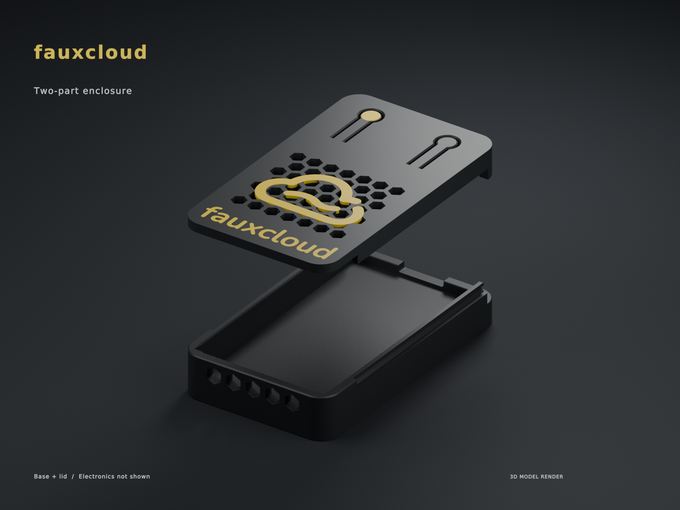 fauxcloud
Two-part enclosure
fauxcloud
Base + lid / Electronics not shown
3D MODEL RENDER